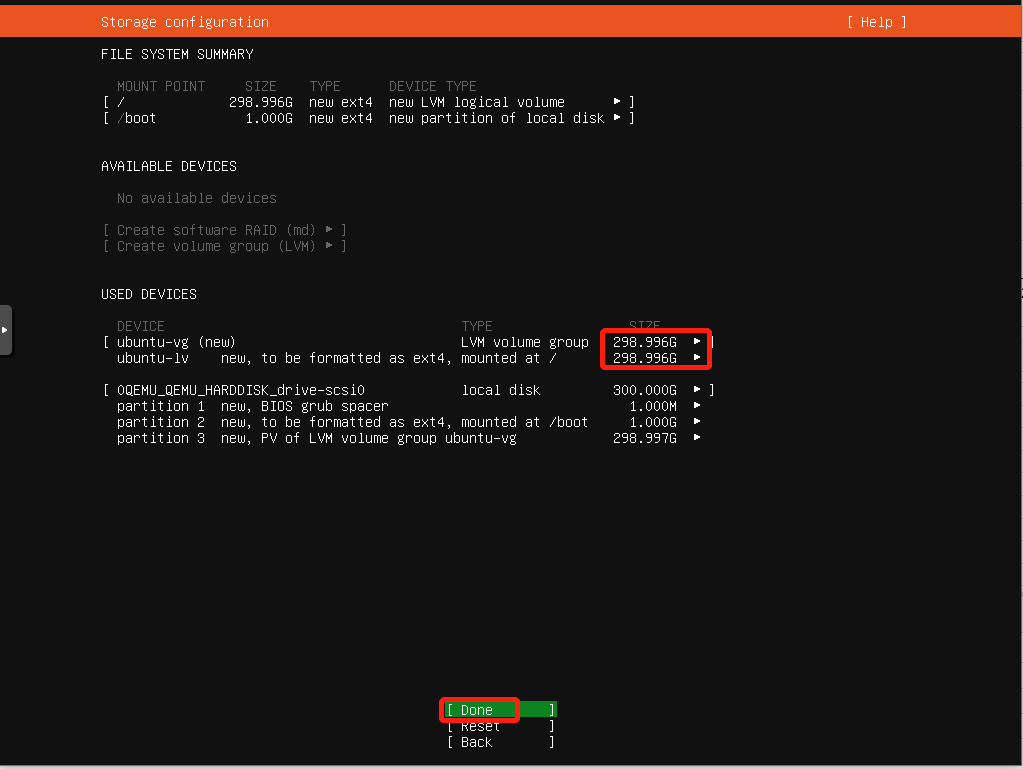 Storage configuration [ Help ]
FILE SYSTEM SUMMARY
MOUNT POINT SIZE TYPE DEVICE TYPE
[ / 298.996G new ext4 new LVM logical volume ▸ ]
[ /boot 1.000G new ext4 new partition of local disk ▸ ]
AVAILABLE DEVICES
No available devices
[ Create software RAID (md) ▸ ]
[ Create volume group (LVM) ▸ ]
USED DEVICES
DEVICE TYPE SIZE
[ ubuntu-vg (new) LVM volume group 298.996G ▸ ]
ubuntu-lv new, to be formatted as ext4, mounted at / 298.996G ▸
[ 0QEMU_QEMU_HARDDISK_drive-scsi0 local disk 300.000G ▸ ]
partition 1 new, BIOS grub spacer 1.000M ▸
partition 2 new, to be formatted as ext4, mounted at /boot 1.000G ▸
partition 3 new, PV of LVM volume group ubuntu-vg 298.997G ▸
[ Done ]
[ Reset ]
[ Back ]